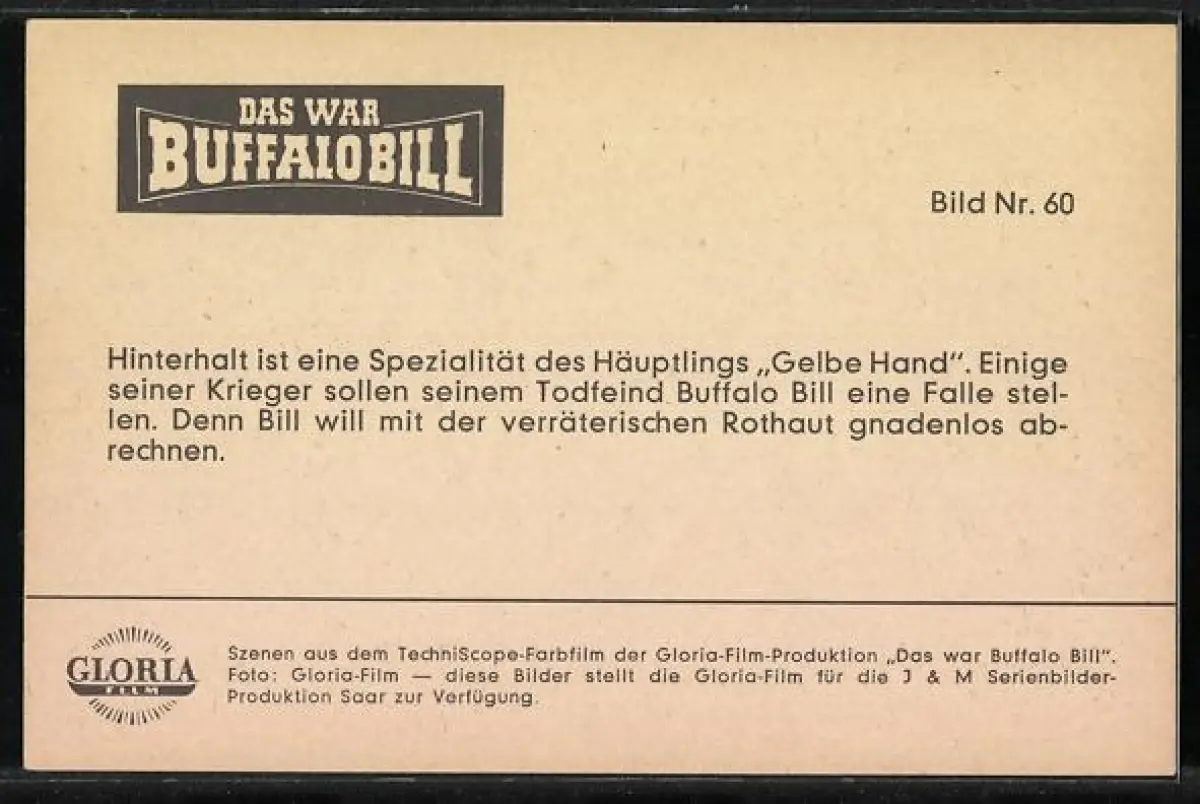 DAS WAR
BUFFALO BILL
Bild Nr. 60
Hinterhalt ist eine Spezialität des Häuptlings „Gelbe Hand“. Einige
seiner Krieger sollen seinem Todfeind Buffalo Bill eine Falle stel-
len. Denn Bill will mit der verräterischen Rothaut gnadenlos ab-
rechnen.
GLORIA
FILM
Szenen aus dem TechniScope-Farbfilm der Gloria-Film-Produktion „Das war Buffalo Bill“.
Foto: Gloria-Film — diese Bilder stellt die Gloria-Film für die J & M Serienbilder-
Produktion Saar zur Verfügung.